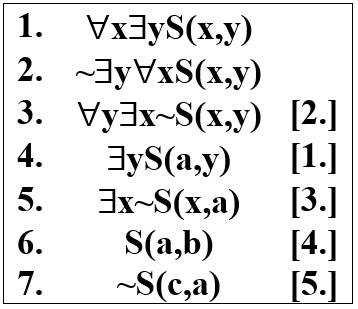 1. ∀x∃yS(x,y)
2. ~∃y∀xS(x,y)
3. ∀y∃x~S(x,y) [2.]
4. ∃yS(a,y) [1.]
5. ∃x~S(x,a) [3.]
6. S(a,b) [4.]
7. ~S(c,a) [5.]